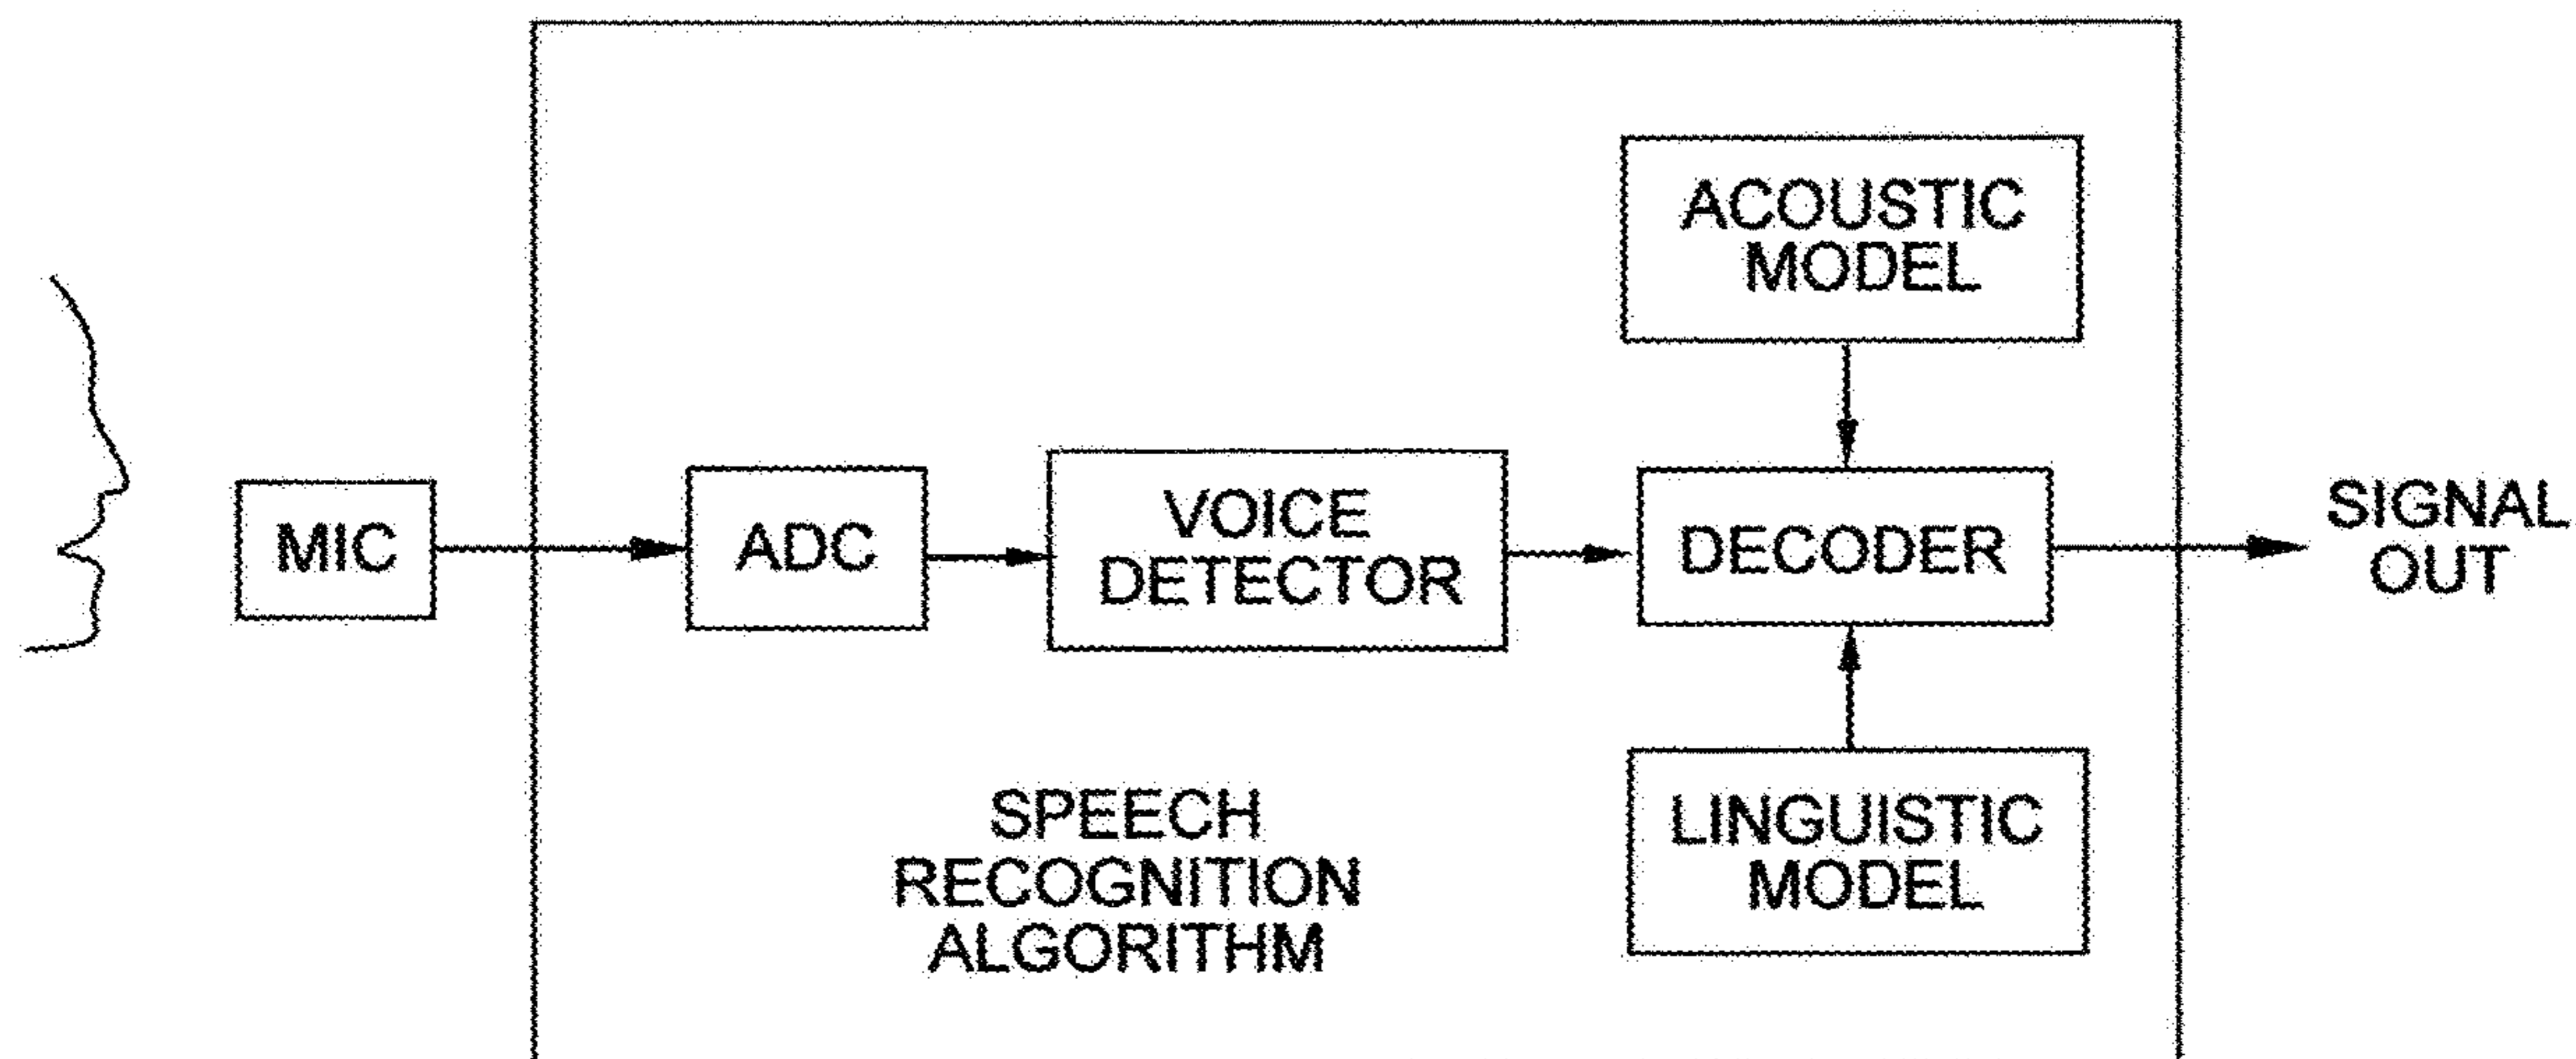 ACOUSTIC
MODEL
MIC
ADC
VOICE
DETECTOR
DECODER
SIGNAL
OUT
SPEECH
RECOGNITION
ALGORITHM
LINGUISTIC
MODEL